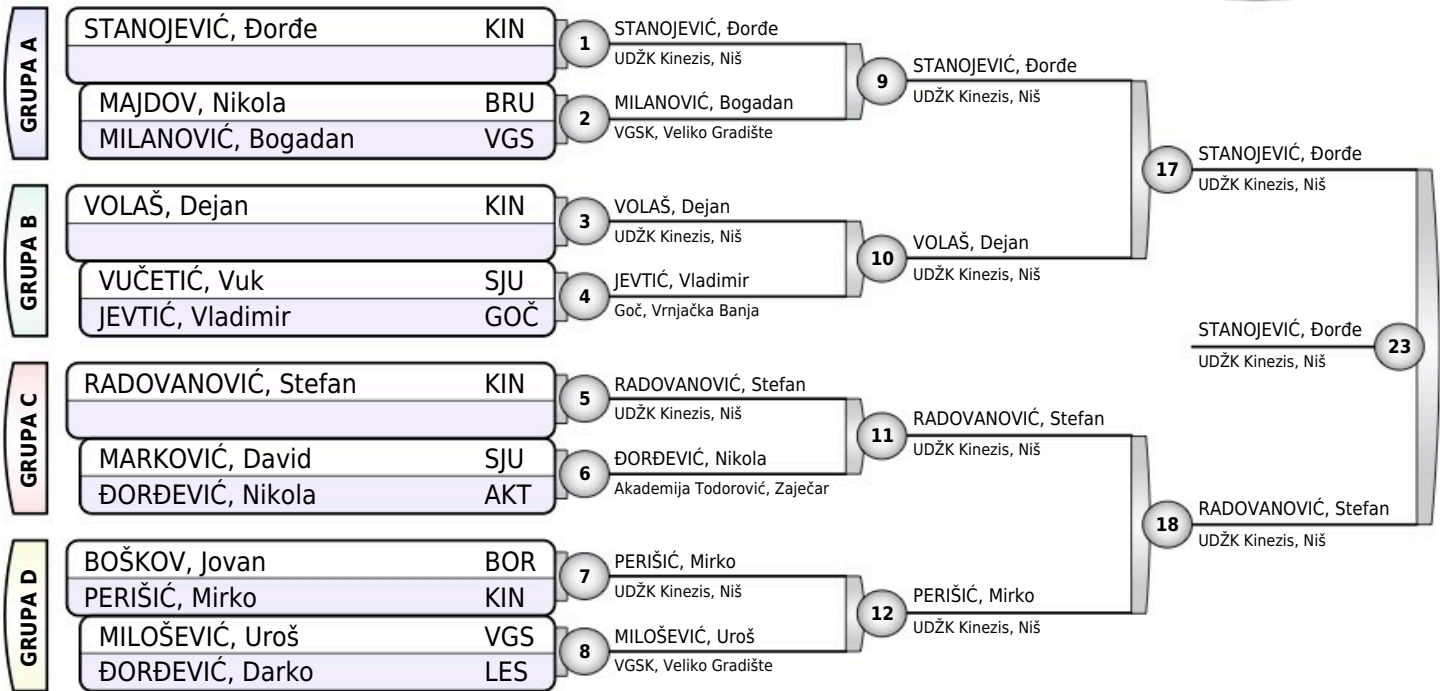 GRUPA A
STANOJEVIĆ, Đorđe KIN
MAJDOV, Nikola BRU
MILANOVIĆ, Bogadan VGS
1
STANOJEVIĆ, Đorđe
UDŽK Kinezis, Niš
2
MILANOVIĆ, Bogadan
VGSK, Veliko Gradište
9
STANOJEVIĆ, Đorđe
UDŽK Kinezis, Niš
GRUPA B
VOLAŠ, Dejan KIN
VUČETIĆ, Vuk SJU
JEVTIĆ, Vladimir GOČ
3
VOLAŠ, Dejan
UDŽK Kinezis, Niš
4
JEVTIĆ, Vladimir
Goč, Vrnjačka Banja
10
VOLAŠ, Dejan
UDŽK Kinezis, Niš
17
STANOJEVIĆ, Đorđe
UDŽK Kinezis, Niš
GRUPA C
RADOVANOVIĆ, Stefan KIN
MARKOVIĆ, David SJU
ĐORĐEVIĆ, Nikola AKT
5
RADOVANOVIĆ, Stefan
UDŽK Kinezis, Niš
6
ĐORĐEVIĆ, Nikola
Akademija Todorović, Zaječar
11
RADOVANOVIĆ, Stefan
UDŽK Kinezis, Niš
GRUPA D
BOŠKOV, Jovan BOR
PERIŠIĆ, Mirko KIN
MILOŠEVIĆ, Uroš VGS
ĐORĐEVIĆ, Darko LES
7
PERIŠIĆ, Mirko
UDŽK Kinezis, Niš
8
MILOŠEVIĆ, Uroš
VGSK, Veliko Gradište
12
PERIŠIĆ, Mirko
UDŽK Kinezis, Niš
18
RADOVANOVIĆ, Stefan
UDŽK Kinezis, Niš
STANOJEVIĆ, Đorđe
UDŽK Kinezis, Niš
23